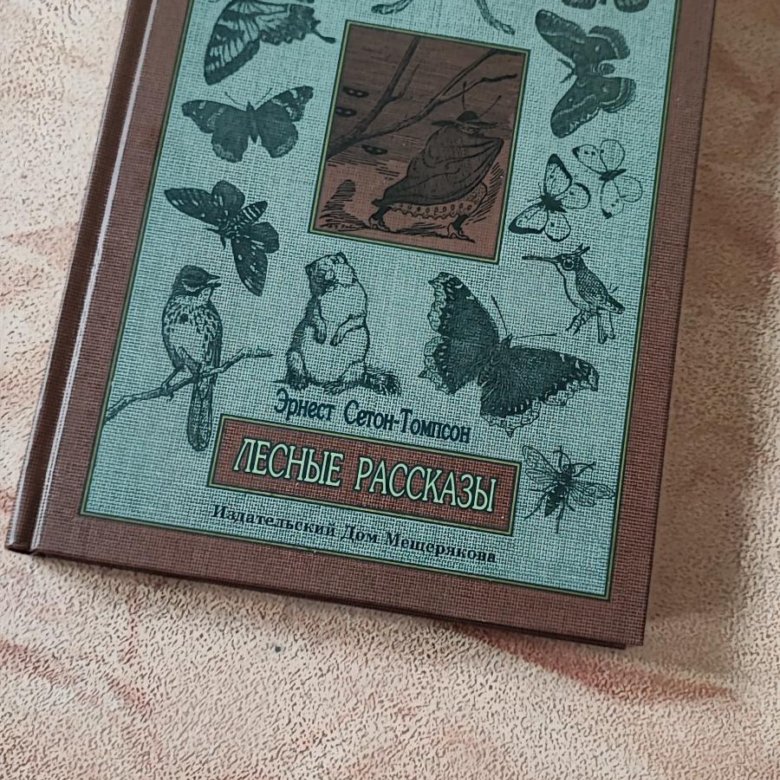 Эрнест Сетон-Томпсон
ЛЕСНЫЕ РАССКАЗЫ
Издательский Дом Мещерякова